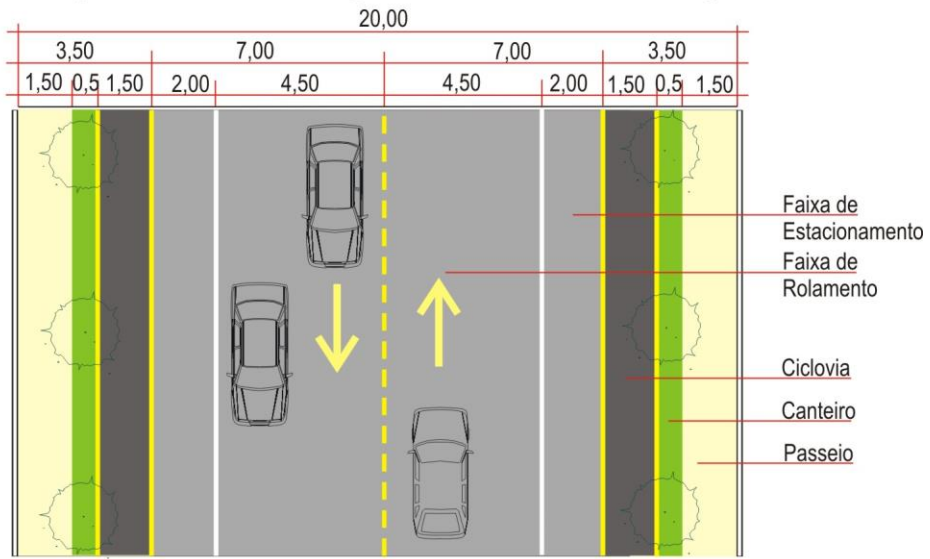 20,00
3,50 7,00 7,00 3,50
1,50 0,5 1,50 2,00 4,50 4,50 2,00 1,50 0,5 1,50
Faixa de
Estacionamento
Faixa de
Rolamento
Ciclovia
Canteiro
Passeio